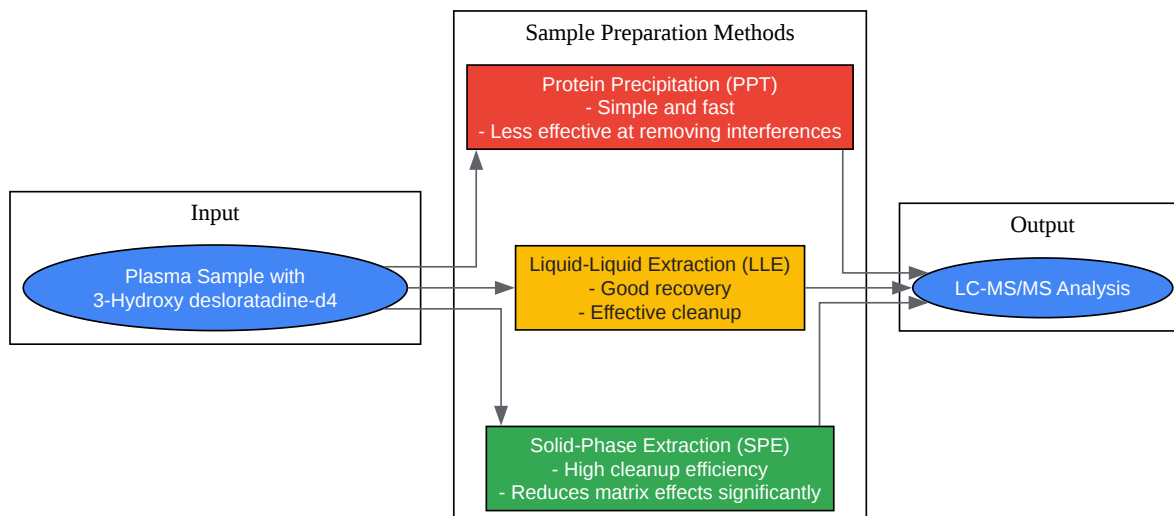 Sample Preparation Methods
Protein Precipitation (PPT)
- Simple and fast
- Less effective at removing interferences
Input
Plasma Sample with
3-Hydroxy desloratadine-d4
Liquid-Liquid Extraction (LLE)
- Good recovery
- Effective cleanup
Output
LC-MS/MS Analysis
Solid-Phase Extraction (SPE)
- High cleanup efficiency
- Reduces matrix effects significantly